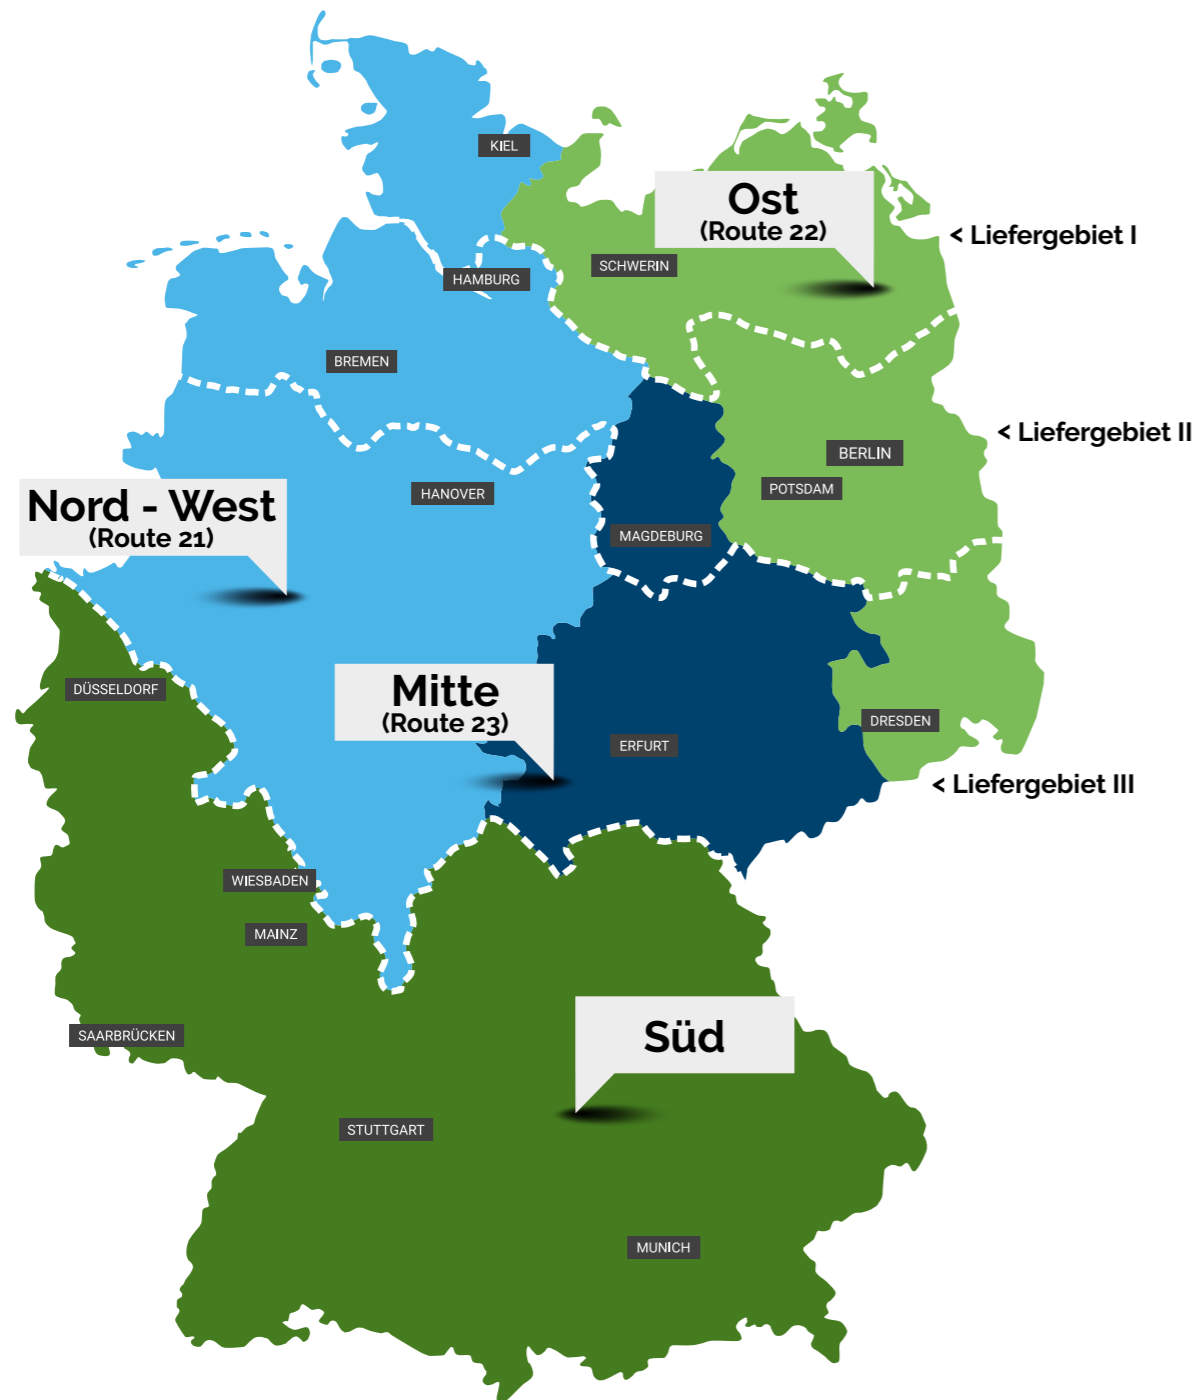 KIEL
Ost
(Route 22)
< Liefergebiet I
SCHWERIN
HAMBURG
BREMEN
< Liefergebiet II
BERLIN
POTSDAM
HANOVER
Nord - West
(Route 21)
MAGDEBURG
DÜSSELDORF
Mitte
(Route 23)
DRESDEN
ERFURT
< Liefergebiet III
WIESBADEN
MAINZ
SAARBRÜCKEN
Süd
STUTTGART
MUNICH